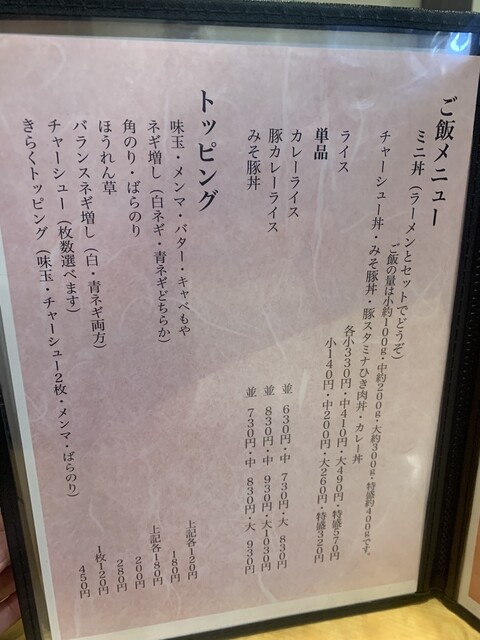 ご飯メニュー
ミニ丼（ラーメンとセットでどうぞ）
ご飯の量は小約100g・中約200g・大約300g・特盛約400gです。
チャーシュー丼・みそ豚丼・豚スタミナひき肉丼・カレー丼
各小330円・中410円・大490円・特盛570円
ライス 小140円・中200円・大260円・特盛320円
単品
カレーライス 並 630円・中 730円・大 830円
豚カレーライス 並 830円・中 930円・大1030円
みそ豚丼 並 730円・中 830円・大 930円
トッピング
味玉・メンマ・バター・キャベもや 上記各120円
ネギ増し（白ネギ・青ネギどちらか） 180円
角のり・ばらのり 上記各180円
ほうれん草 200円
バランスネギ増し（白・青ネギ両方） 280円
チャーシュー（枚数選べます） 1枚120円
きらくトッピング（味玉・チャーシュー2枚・メンマ・ばらのり） 450円